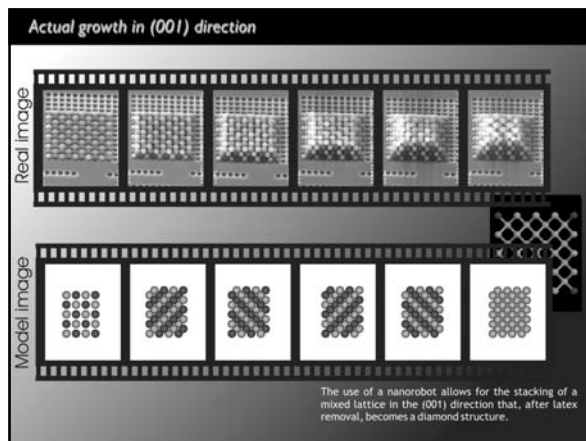 Actual growth in (001) direction
Real image
Model image
The use of a nanorobot allows for the stacking of a
mixed lattice in the (001) direction that, after latex
removal, becomes a diamond structure.